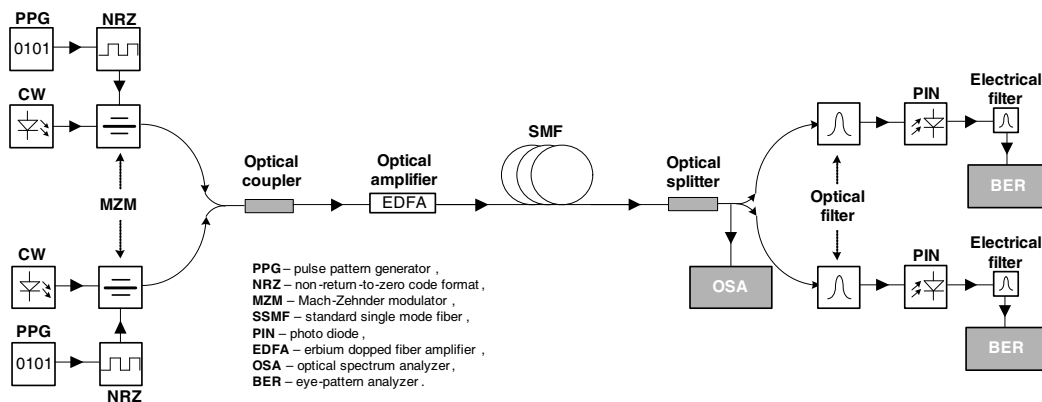 PPG
NRZ
0101
CW
MZM
CW
PPG
0101
NRZ
Optical
coupler
Optical
amplifier
EDFA
SMF
Optical
splitter
OSA
Optical
filter
PIN
Electrical
filter
BER
PIN
Electrical
filter
BER
PPG – pulse pattern generator ,
NRZ – non-return-to-zero code format ,
MZM – Mach-Zehnder modulator ,
SSMF – standard single mode fiber ,
PIN – photo diode ,
EDFA – erbium dopped fiber amplifier ,
OSA – optical spectrum analyzer ,
BER – eye-pattern analyzer .